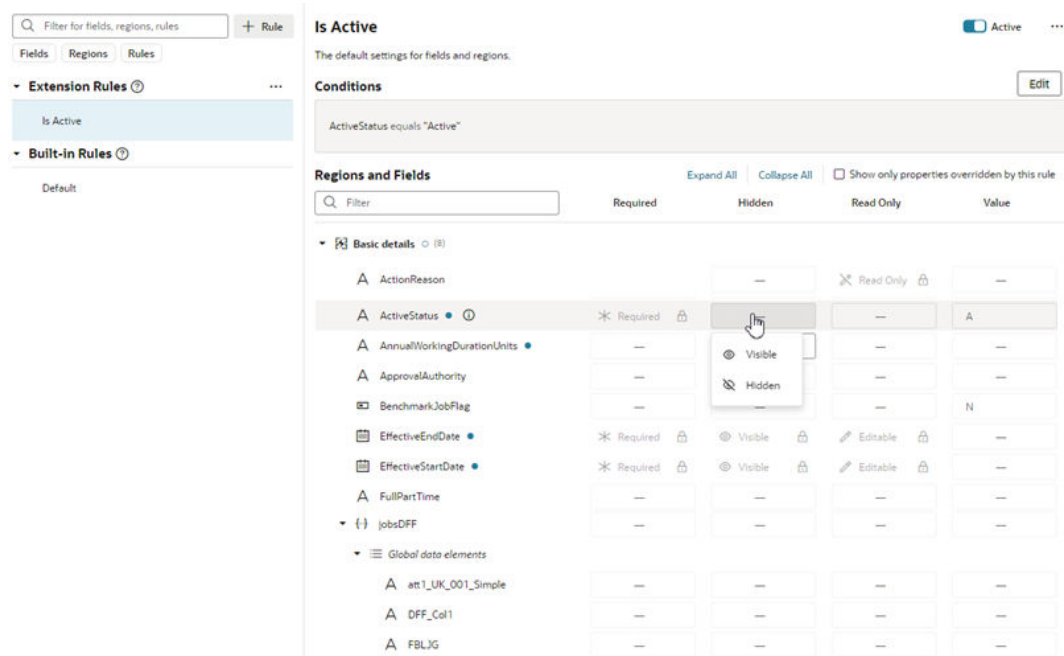 Filter for fields, regions, rules
+ Rule
Fields Regions Rules
Extension Rules
Is Active
Built-in Rules
Default
Is Active
Active
The default settings for fields and regions.
Conditions
Edit
ActiveStatus equals "Active"
Regions and Fields
Expand All Collapse All Show only properties overridden by this rule
Filter
Required Hidden Read Only Value
Basic details (8)
ActionReason — Read Only —
ActiveStatus Required — — A
AnnualWorkingDurationUnits — — —
Visible
ApprovalAuthority — — —
Hidden
BenchmarkJobFlag — — — N
EffectiveEndDate Required Visible Editable —
EffectiveStartDate Required Visible Editable —
FullPartTime — — — —
jobsDFF — — — —
Global data elements
att1_UK_001_Simple — — — —
DFF_Col1 — — — —
FBLJG — — — —